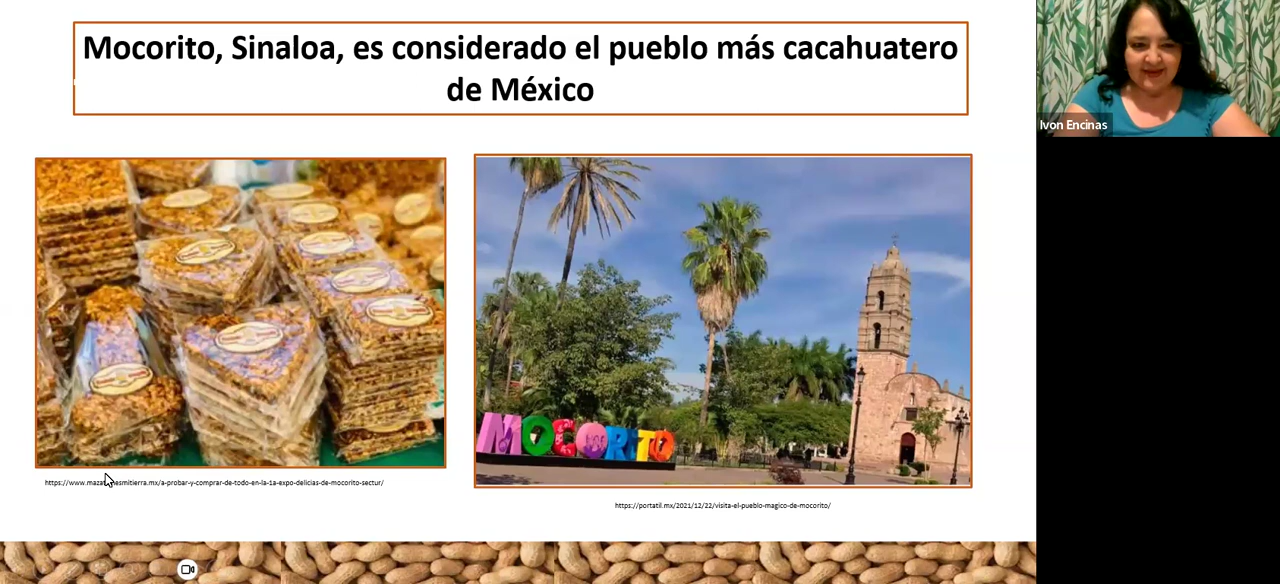 Mocorito, Sinaloa, es considerado el pueblo más cacahuatero
de México
Ivon Encinas
MOCORITO
https://portatil.mx/2021/12/22/visita-el-pueblo-magico-de-mocorito/